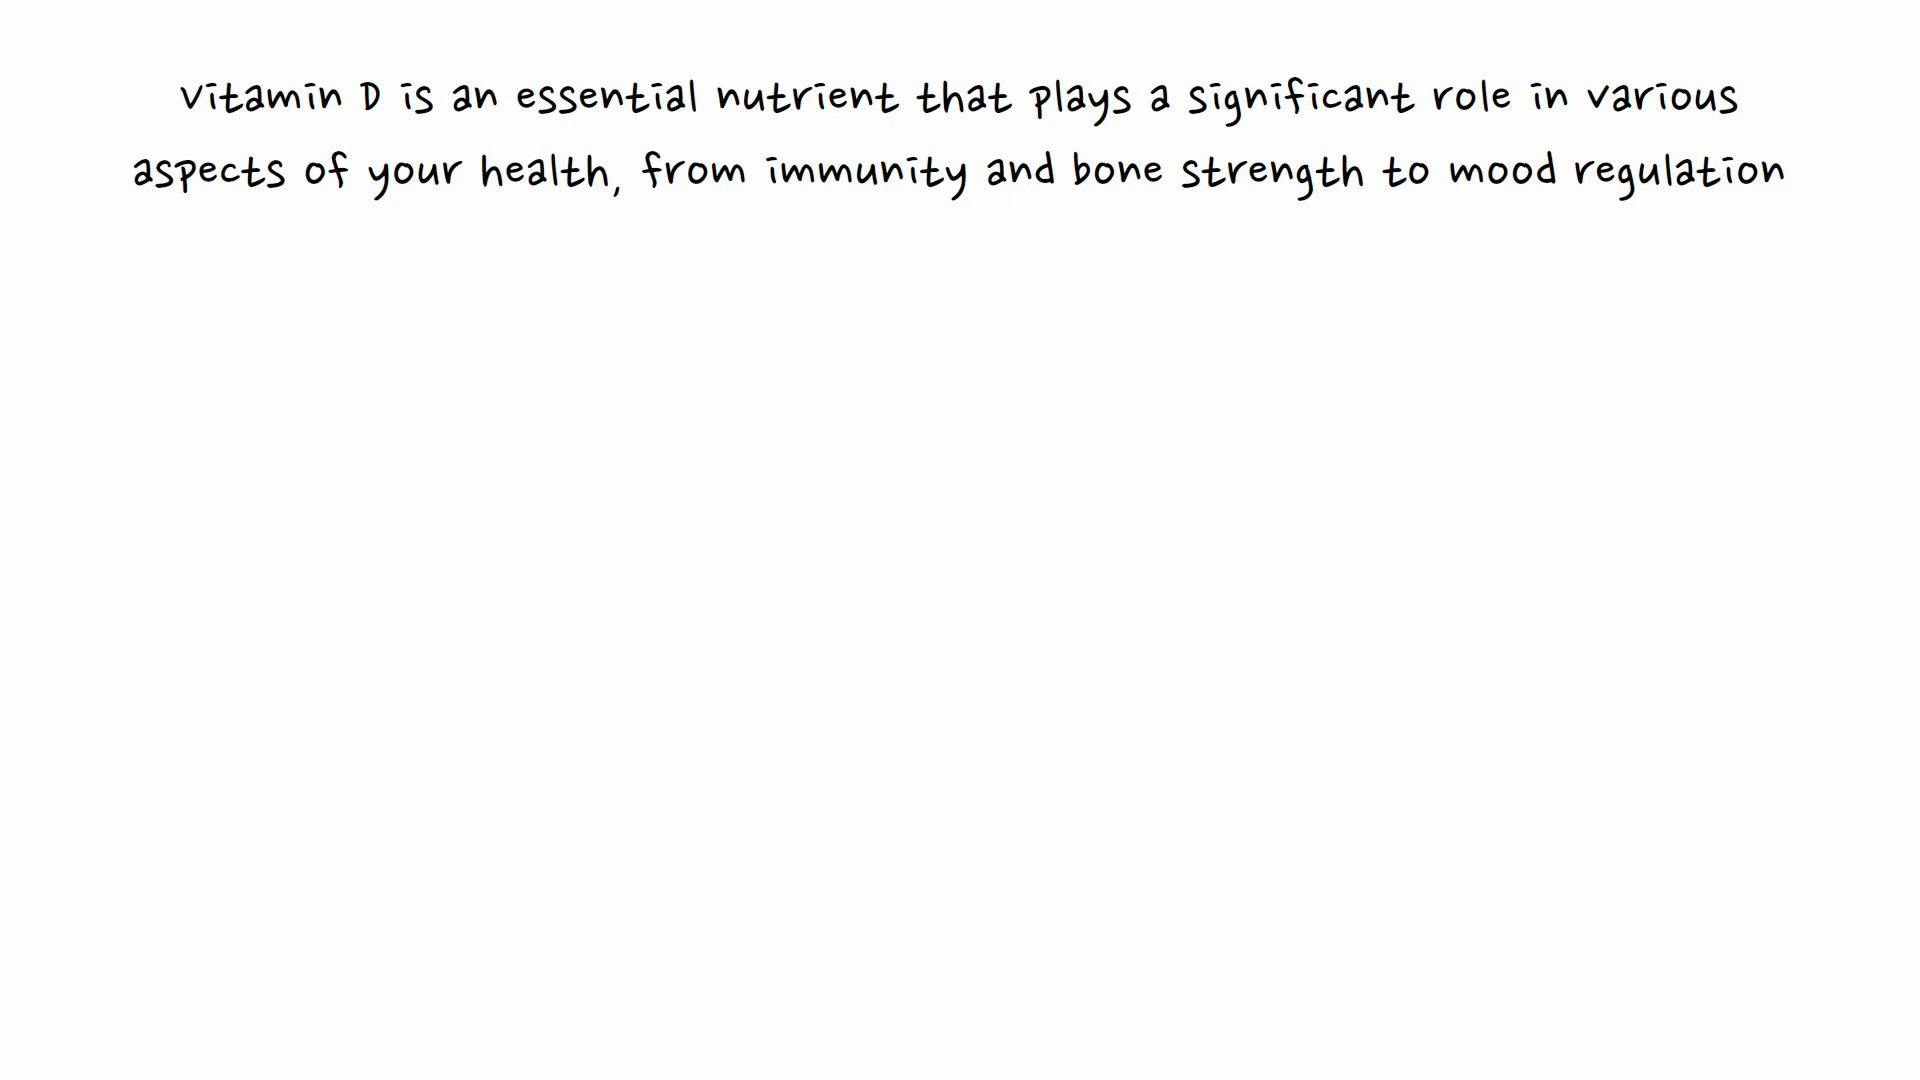 Vitamin D is an essential nutrient that plays a significant role in various
aspects of your health, from immunity and bone strength to mood regulation